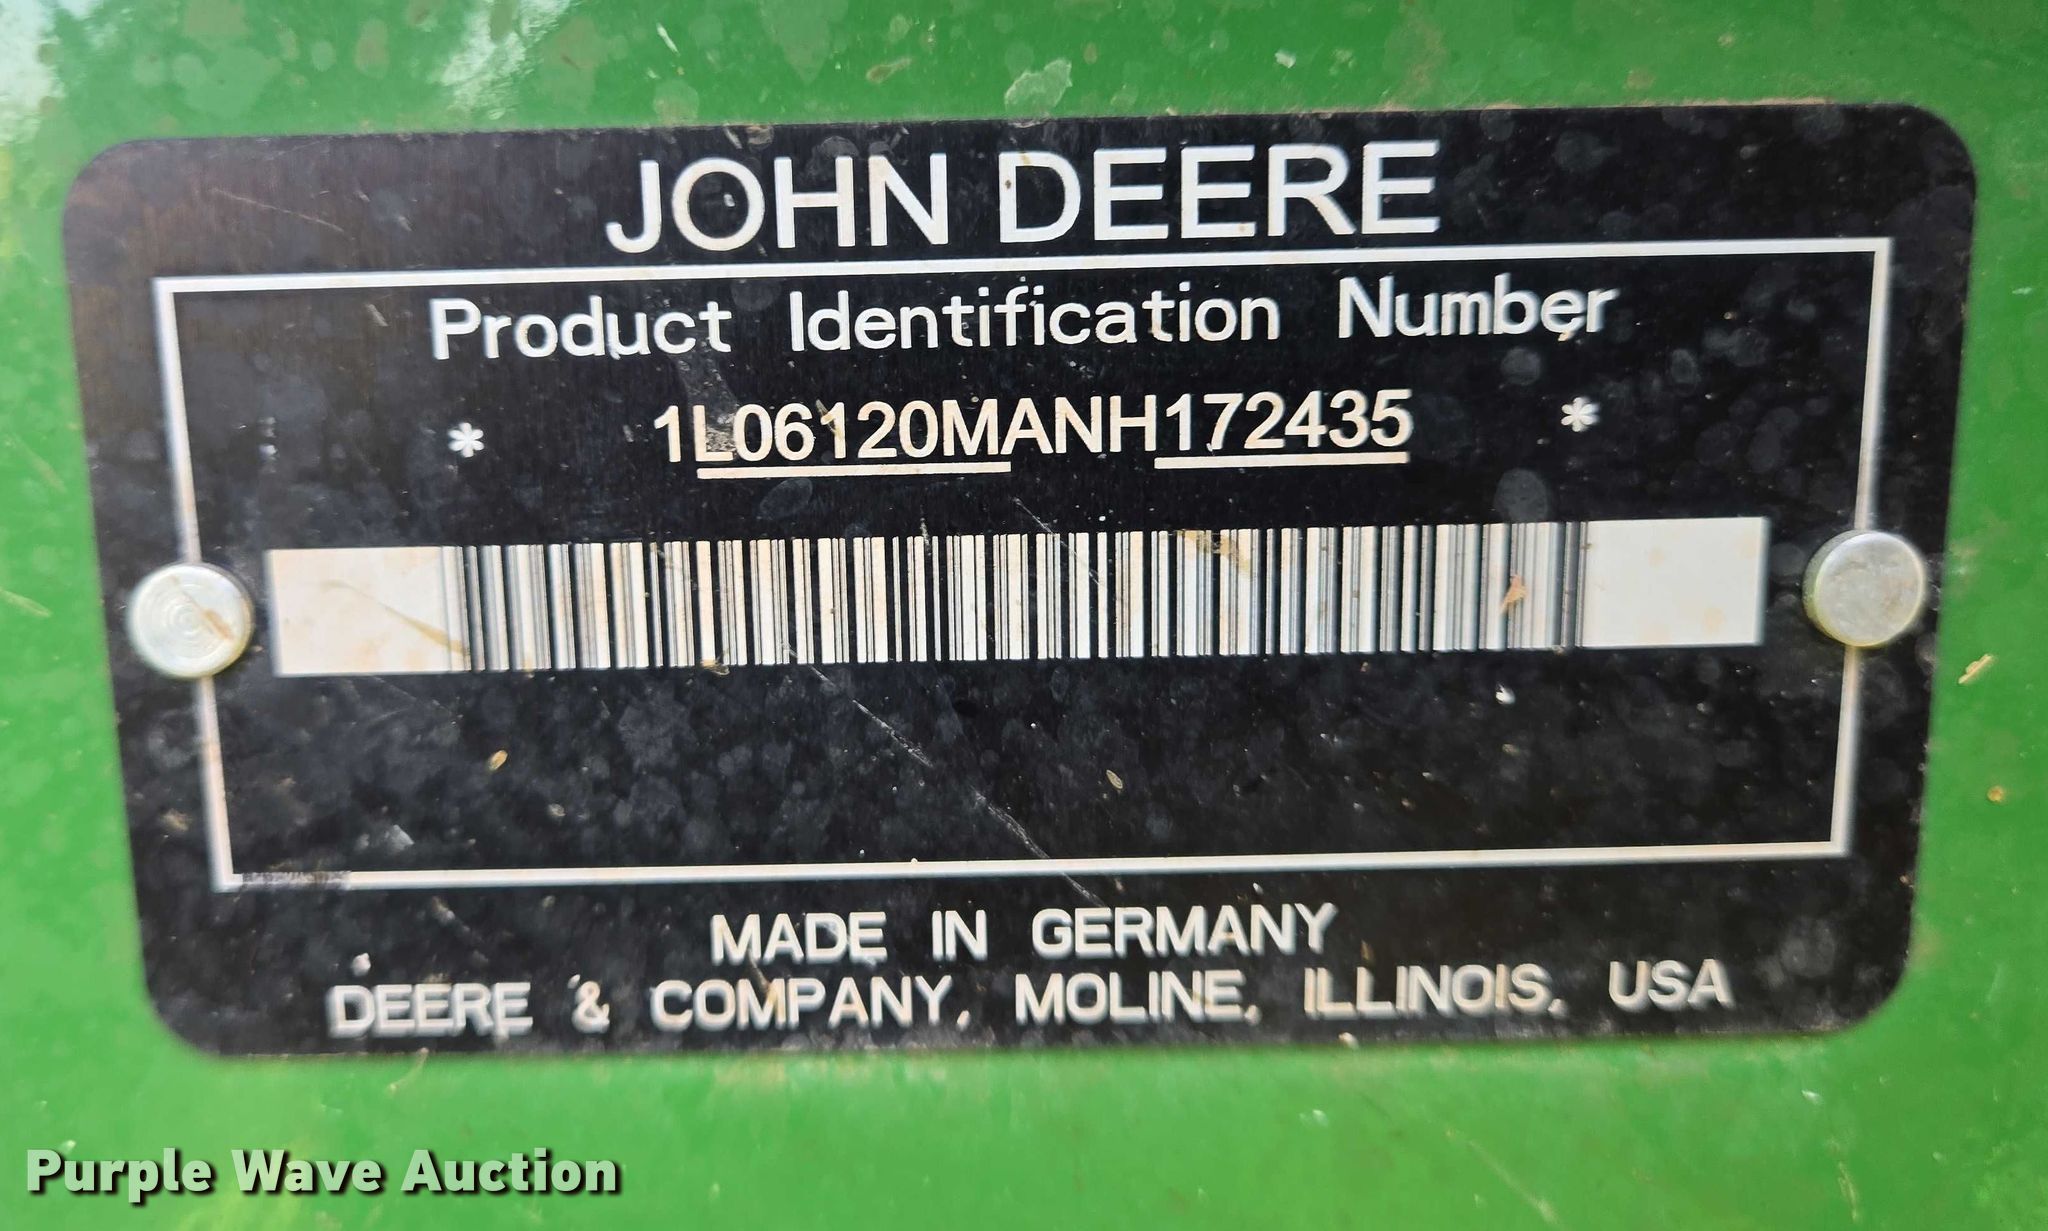 JOHN DEERE
Product Identification Number
* 1L06120MANH172435 *
MADE IN GERMANY
DEERE & COMPANY, MOLINE, ILLINOIS, USA
Purple Wave Auction